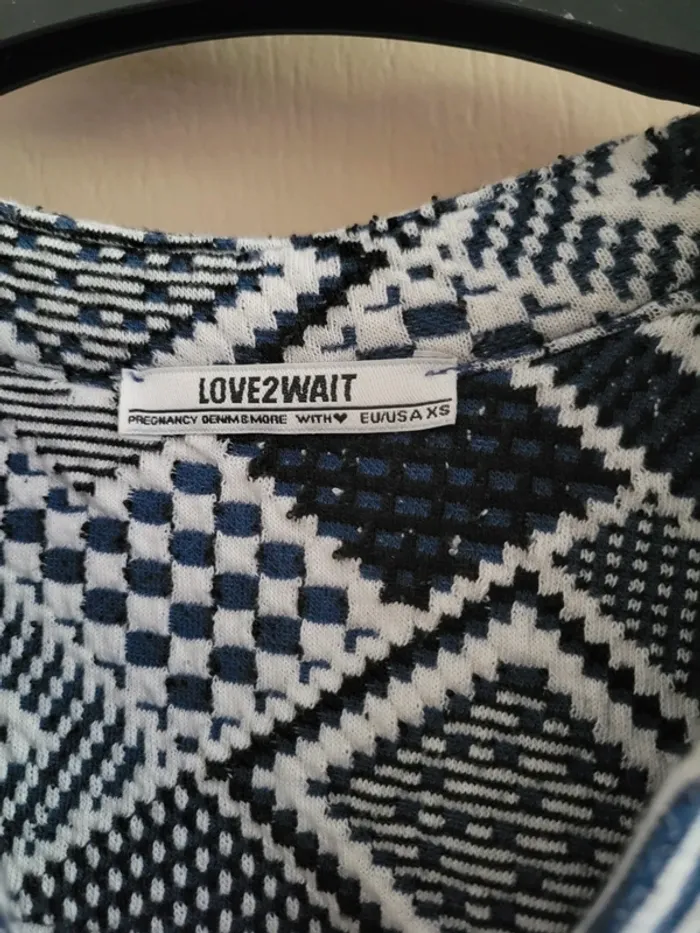 LOVE2WAIT
PREGNANCY DENIM&MORE WITH♥ EU/USA XS